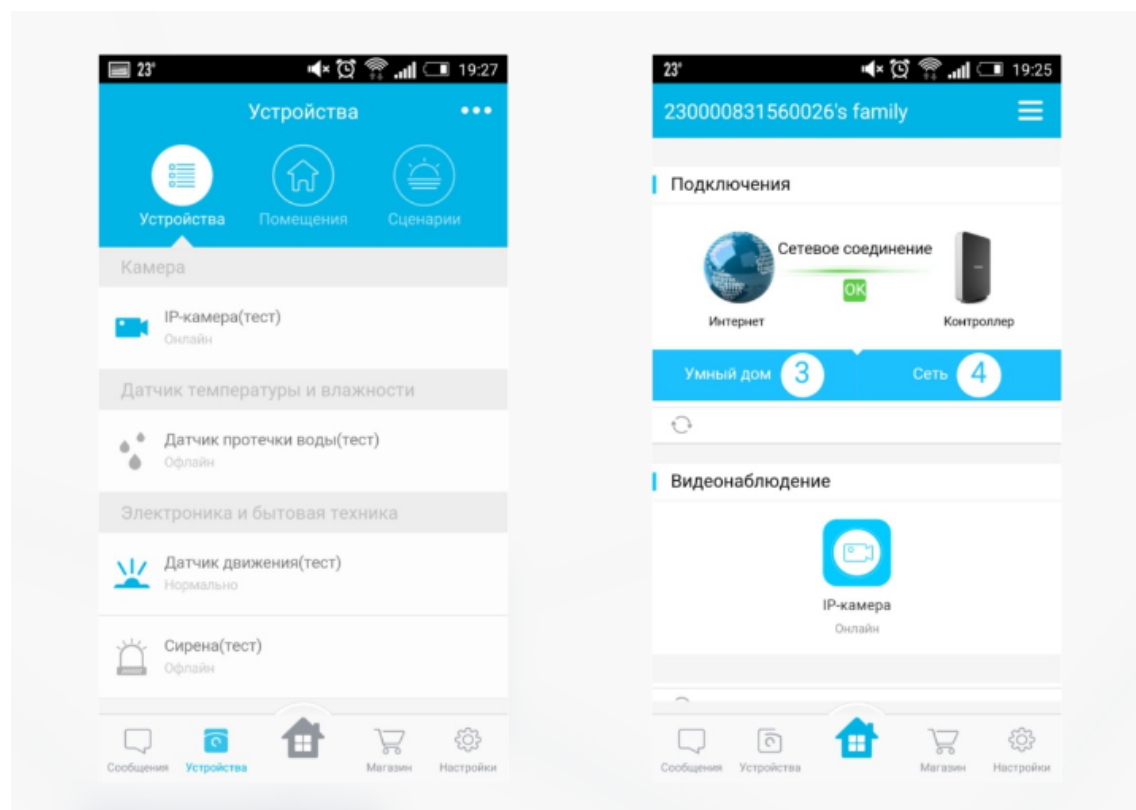 23°
19:27
Устройства
Устройства
Помещения
Сценарии
Камера
IP-камера(тест)
Онлайн
Датчик температуры и влажности
Датчик протечки воды(тест)
Офлайн
Электроника и бытовая техника
Датчик движения(тест)
Нормально
Сирена(тест)
Офлайн
Сообщения
Устройства
Магазин
Настройки
23°
19:25
230000831560026's family
Подключения
Сетевое соединение
OK
Интернет
Контроллер
Умный дом 3
Сеть 4
Видеонаблюдение
IP-камера
Онлайн
Сообщения
Устройства
Магазин
Настройки